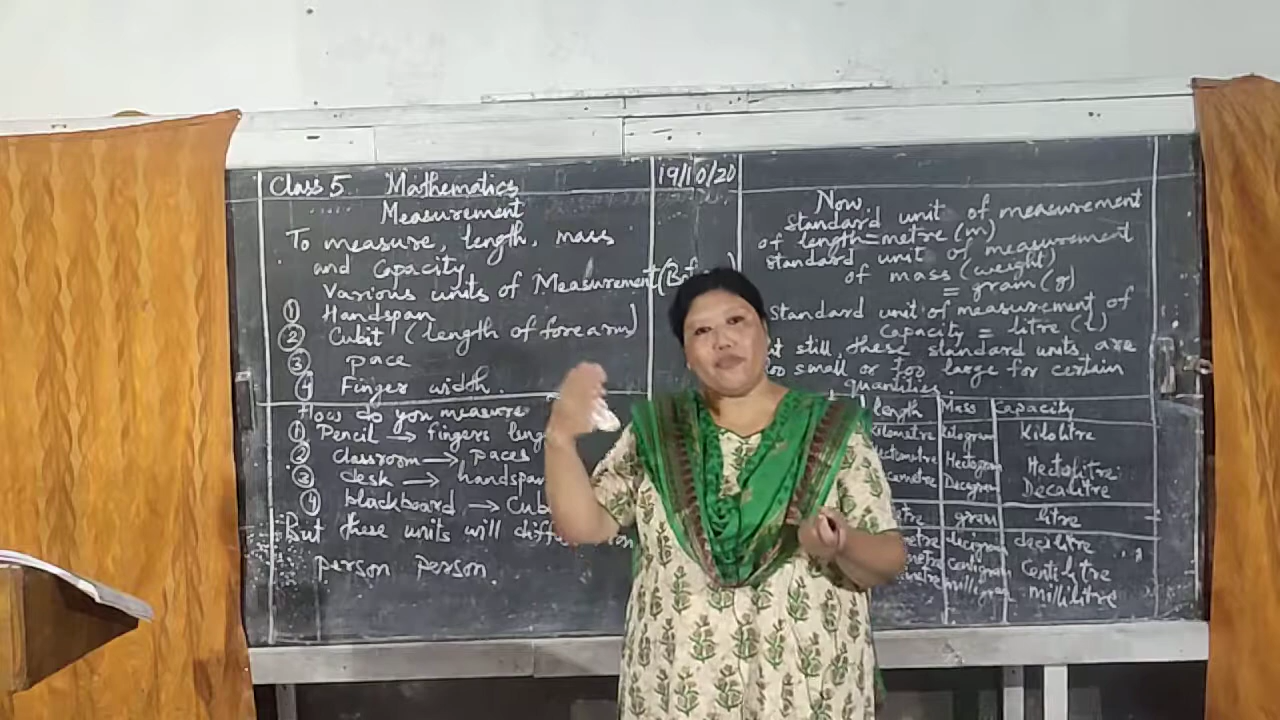 Class 5 Mathematics
19/10/20
Measurement
To measure, length, mass
and Capacity
Various units of Measurement
① Handspan
② Cubit (length of forearm)
③ pace
④ Finger width.
How do you measure
① Pencil → fingers
② classroom → paces
③ desk → handspan
④ blackboard →
But these units will
person person.
Now
standard unit of measurement
of length = metre (m)
standard unit of measurement
of mass (weight)
= gram (g)
standard unit of measurement of
capacity = litre (l)
still these standard units are
small or too large for certain
quantities.
length Mass Capacity
Kilometre Kilogram Kilolitre
Hectogram Hectolitre
Decagram Decalitre
gram litre
decigram decilitre
Centigram Centilitre
milligram Millilitre